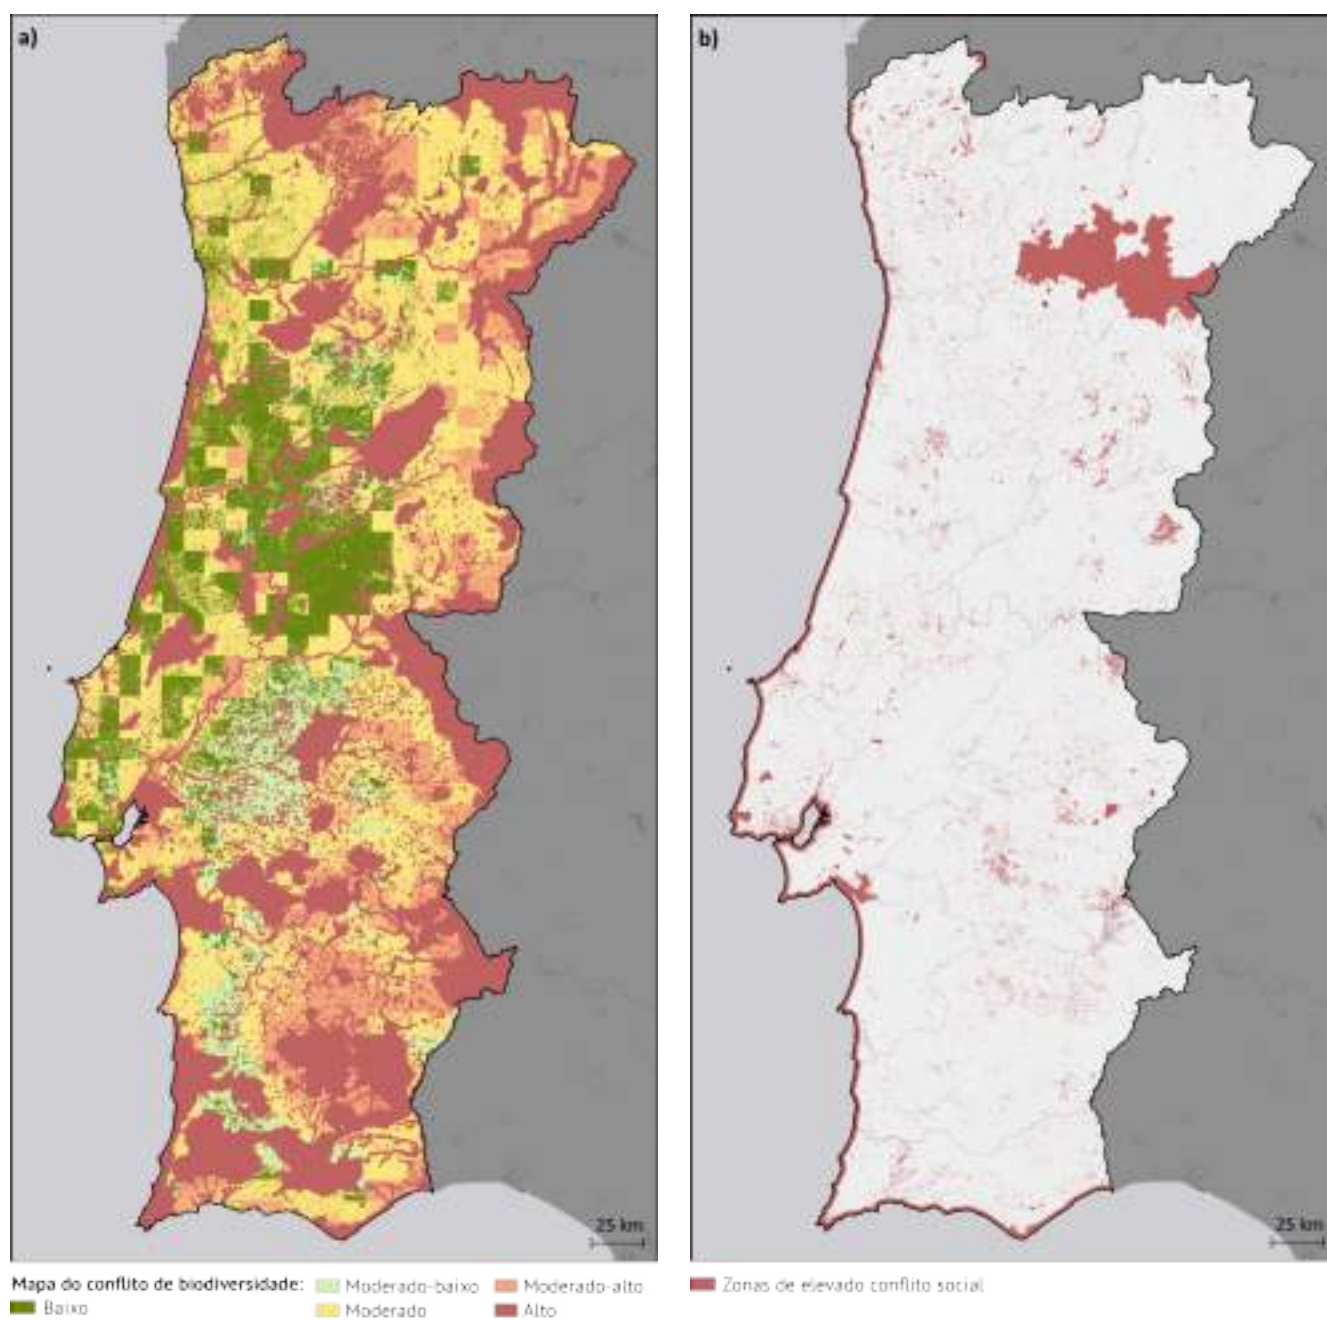 a)
b)
25 km
25 km
Mapa do conflito de biodiversidade:
Baixo
Moderado-baixo
Moderado
Moderado-alto
Alto
Zonas de elevado conflito social